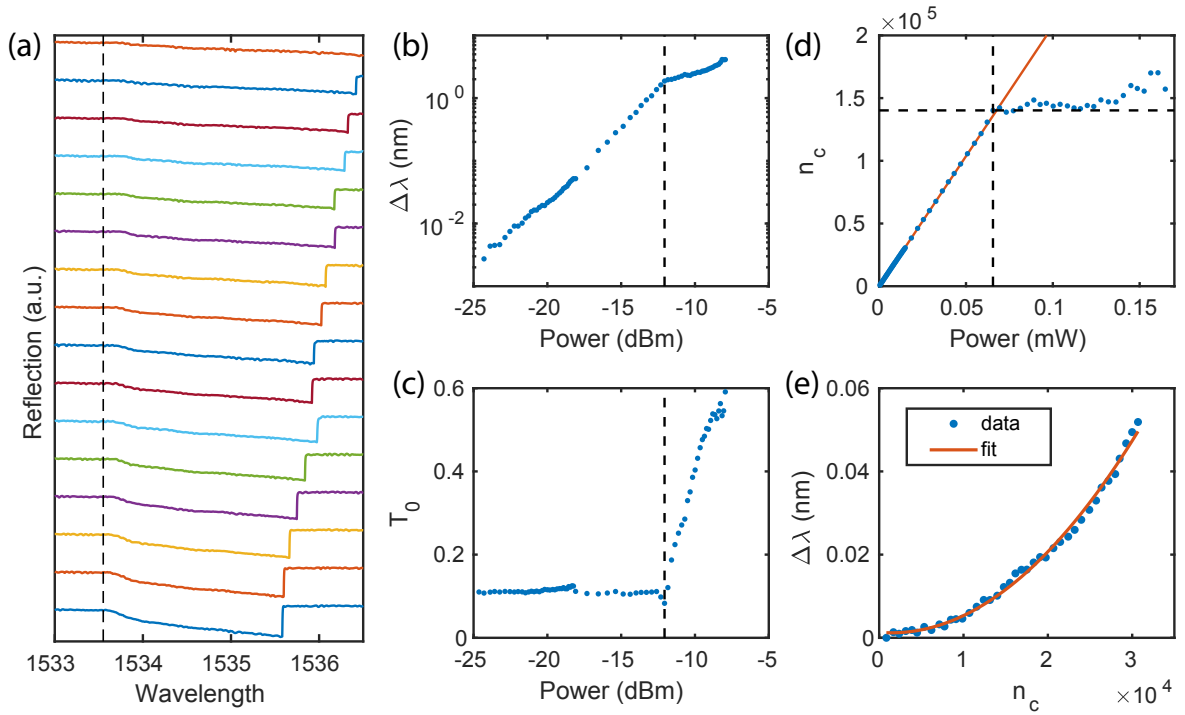 (a)
Reflection (a.u.)
1533
1534
1535
1536
Wavelength
(b)
Δλ (nm)
10^0
10^-2
-25
-20
-15
-10
-5
Power (dBm)
(c)
T_0
0.6
0.4
0.2
0
-25
-20
-15
-10
-5
Power (dBm)
(d)
× 10^5
n_c
2
1.5
1
0.5
0
0
0.05
0.1
0.15
Power (mW)
(e)
Δλ (nm)
0.06
0.04
0.02
0
data
fit
0
1
2
3
n_c
× 10^4